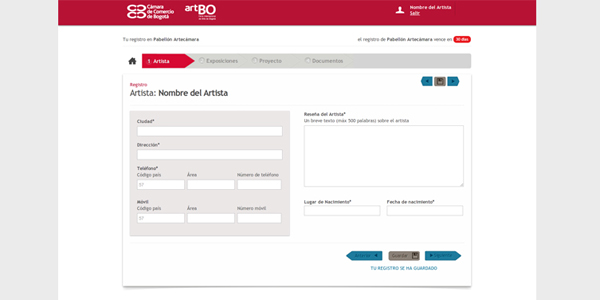 Cámara
de Comercio
de Bogotá
artBO
Nombre del Artista
Salir
Tu registro en Pabellón Artecámara
el registro de Pabellón Artecámara vence en 30 días
1 Artista
Exposiciones
Proyecto
Documentos
Registro
Artista: Nombre del Artista
Ciudad*
Dirección*
Teléfono*
Código país
Área
Número de teléfono
57
Móvil
Código país
Área
Número móvil
57
Reseña del Artista*
Un breve texto (máx 500 palabras) sobre el artista
Lugar de Nacimiento*
Fecha de nacimiento*
Guardar
TU REGISTRO SE HA GUARDADO